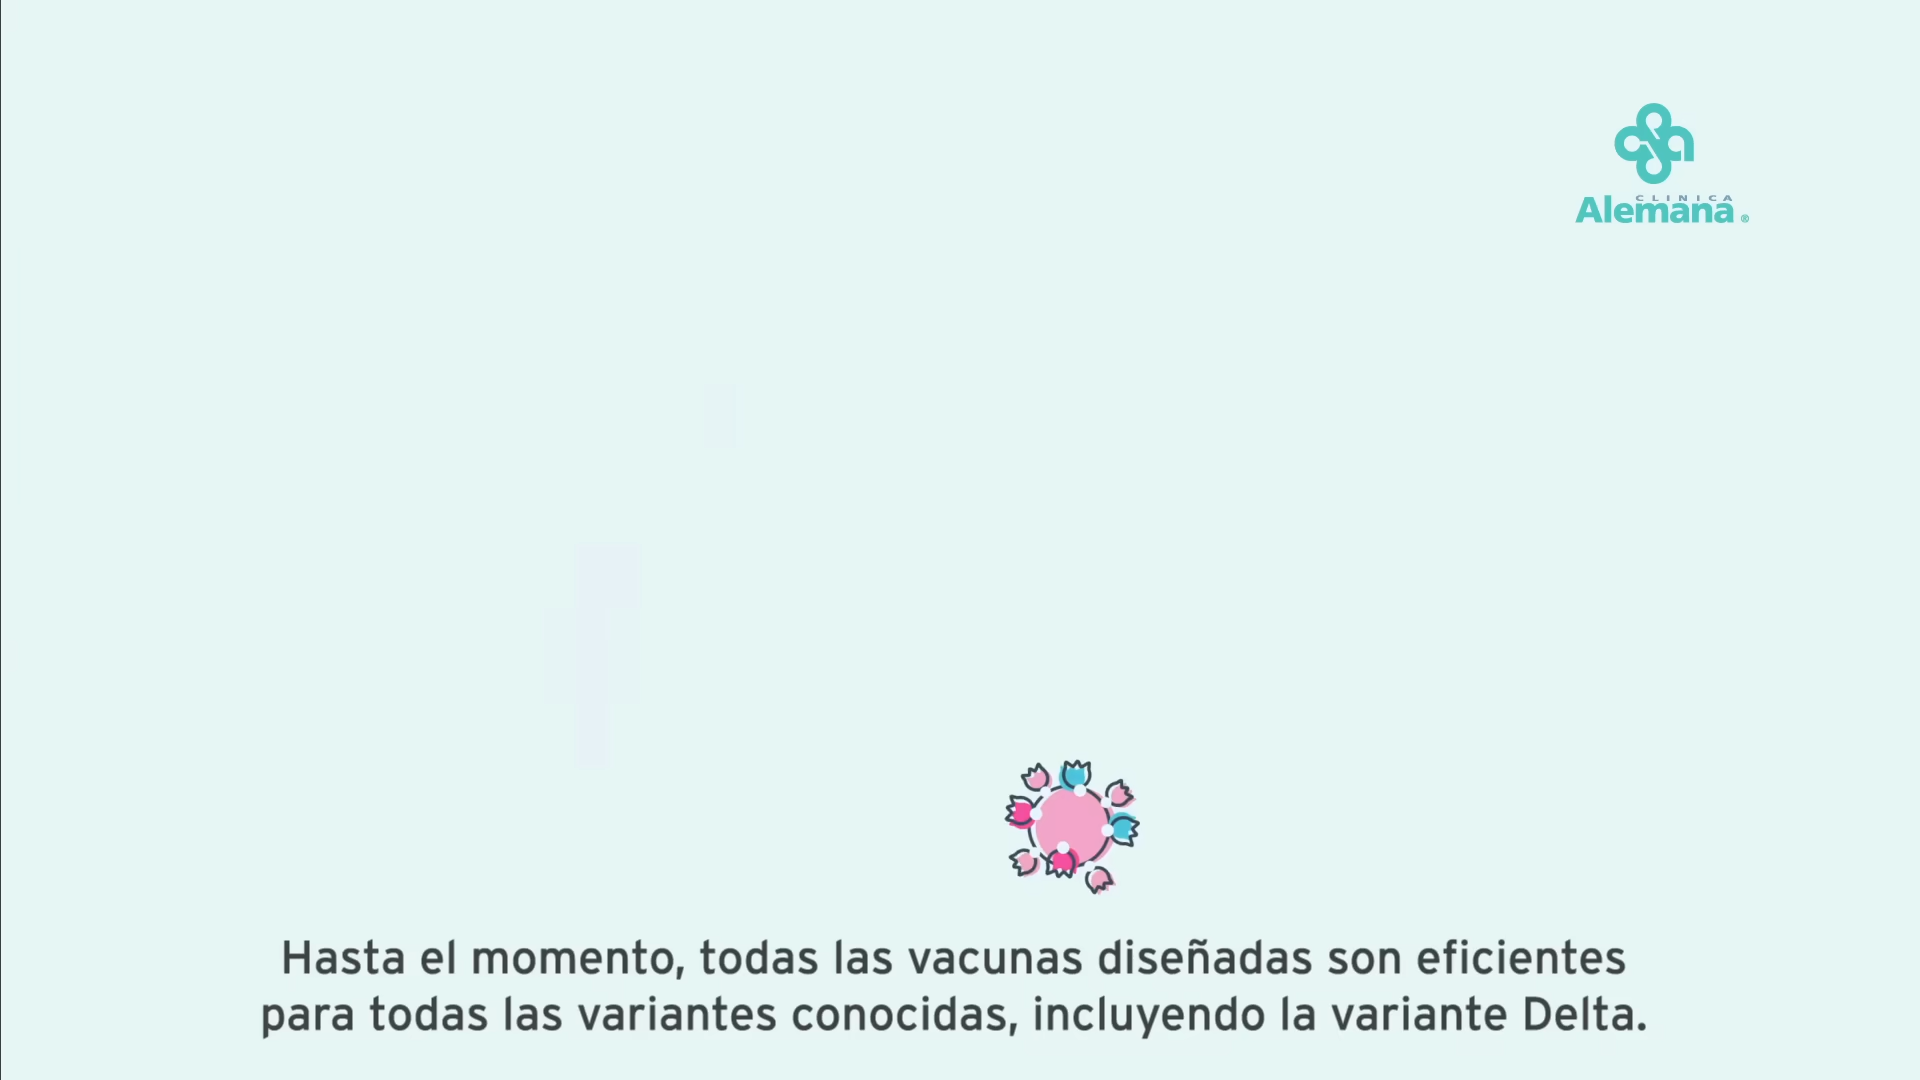 CLINICA
Alemana ®
Hasta el momento, todas las vacunas diseñadas son eficientes
para todas las variantes conocidas, incluyendo la variante Delta.